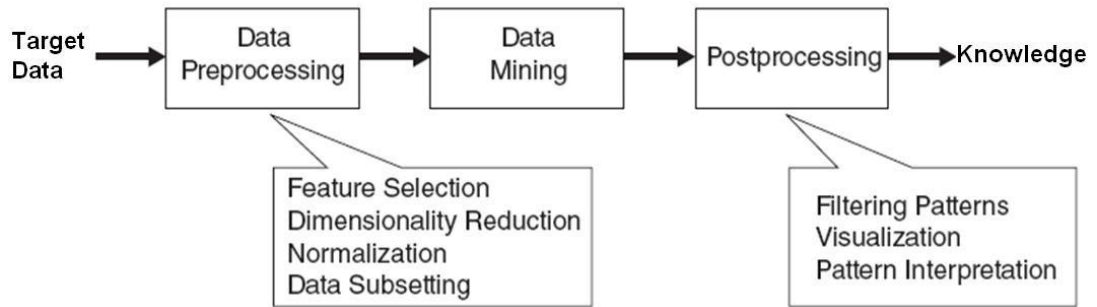 Target
Data
Data
Preprocessing
Data
Mining
Postprocessing
Knowledge
Feature Selection
Dimensionality Reduction
Normalization
Data Subsetting
Filtering Patterns
Visualization
Pattern Interpretation